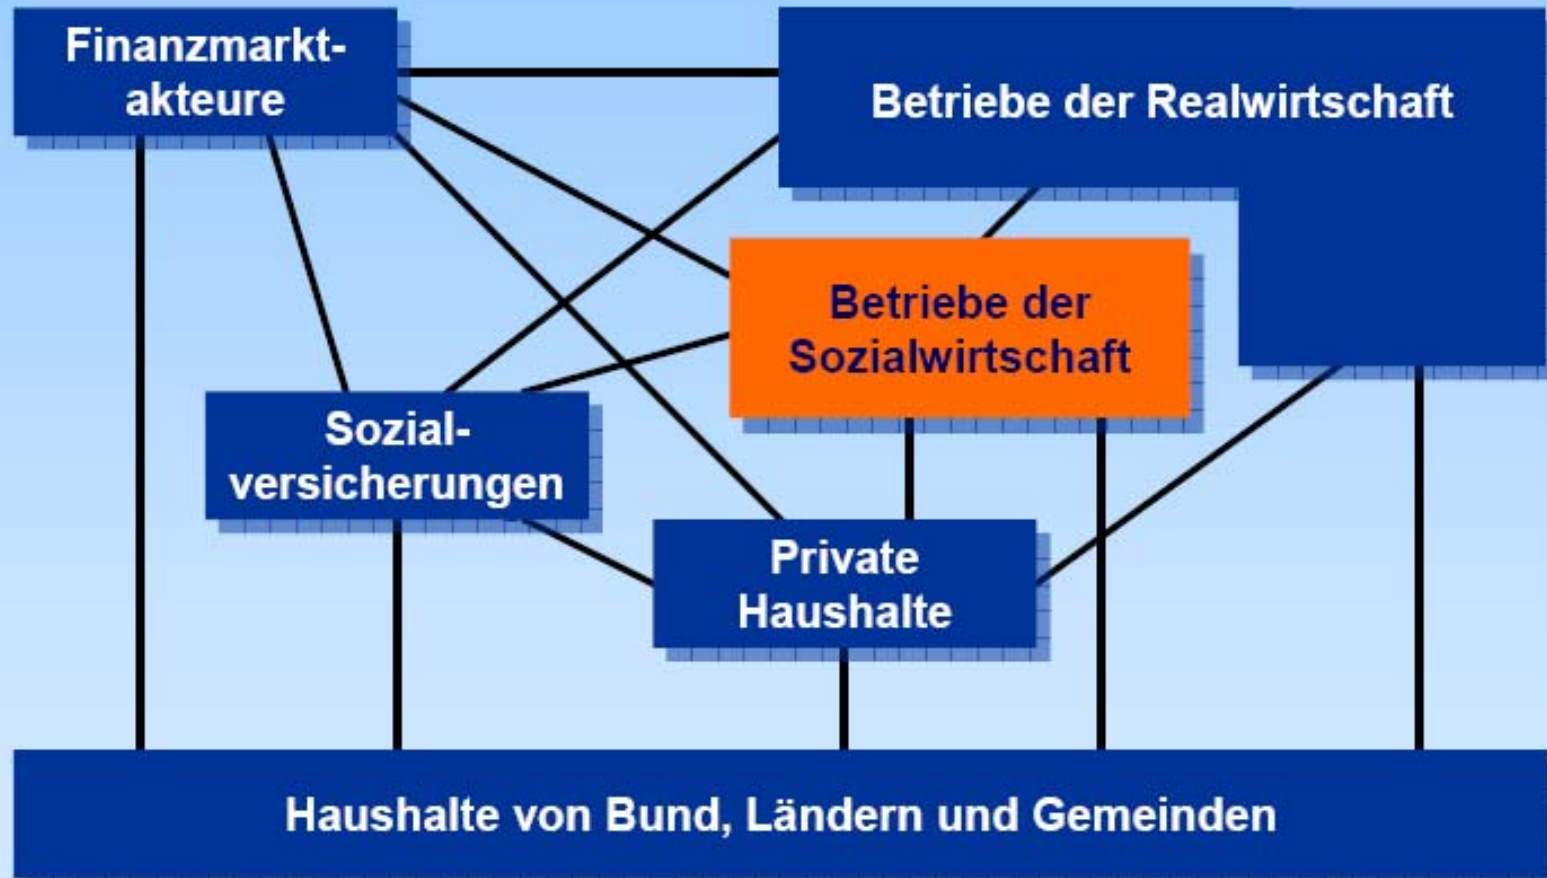 Finanzmarkt-
akteure
Betriebe der Realwirtschaft
Betriebe der
Sozialwirtschaft
Sozial-
versicherungen
Private
Haushalte
Haushalte von Bund, Ländern und Gemeinden